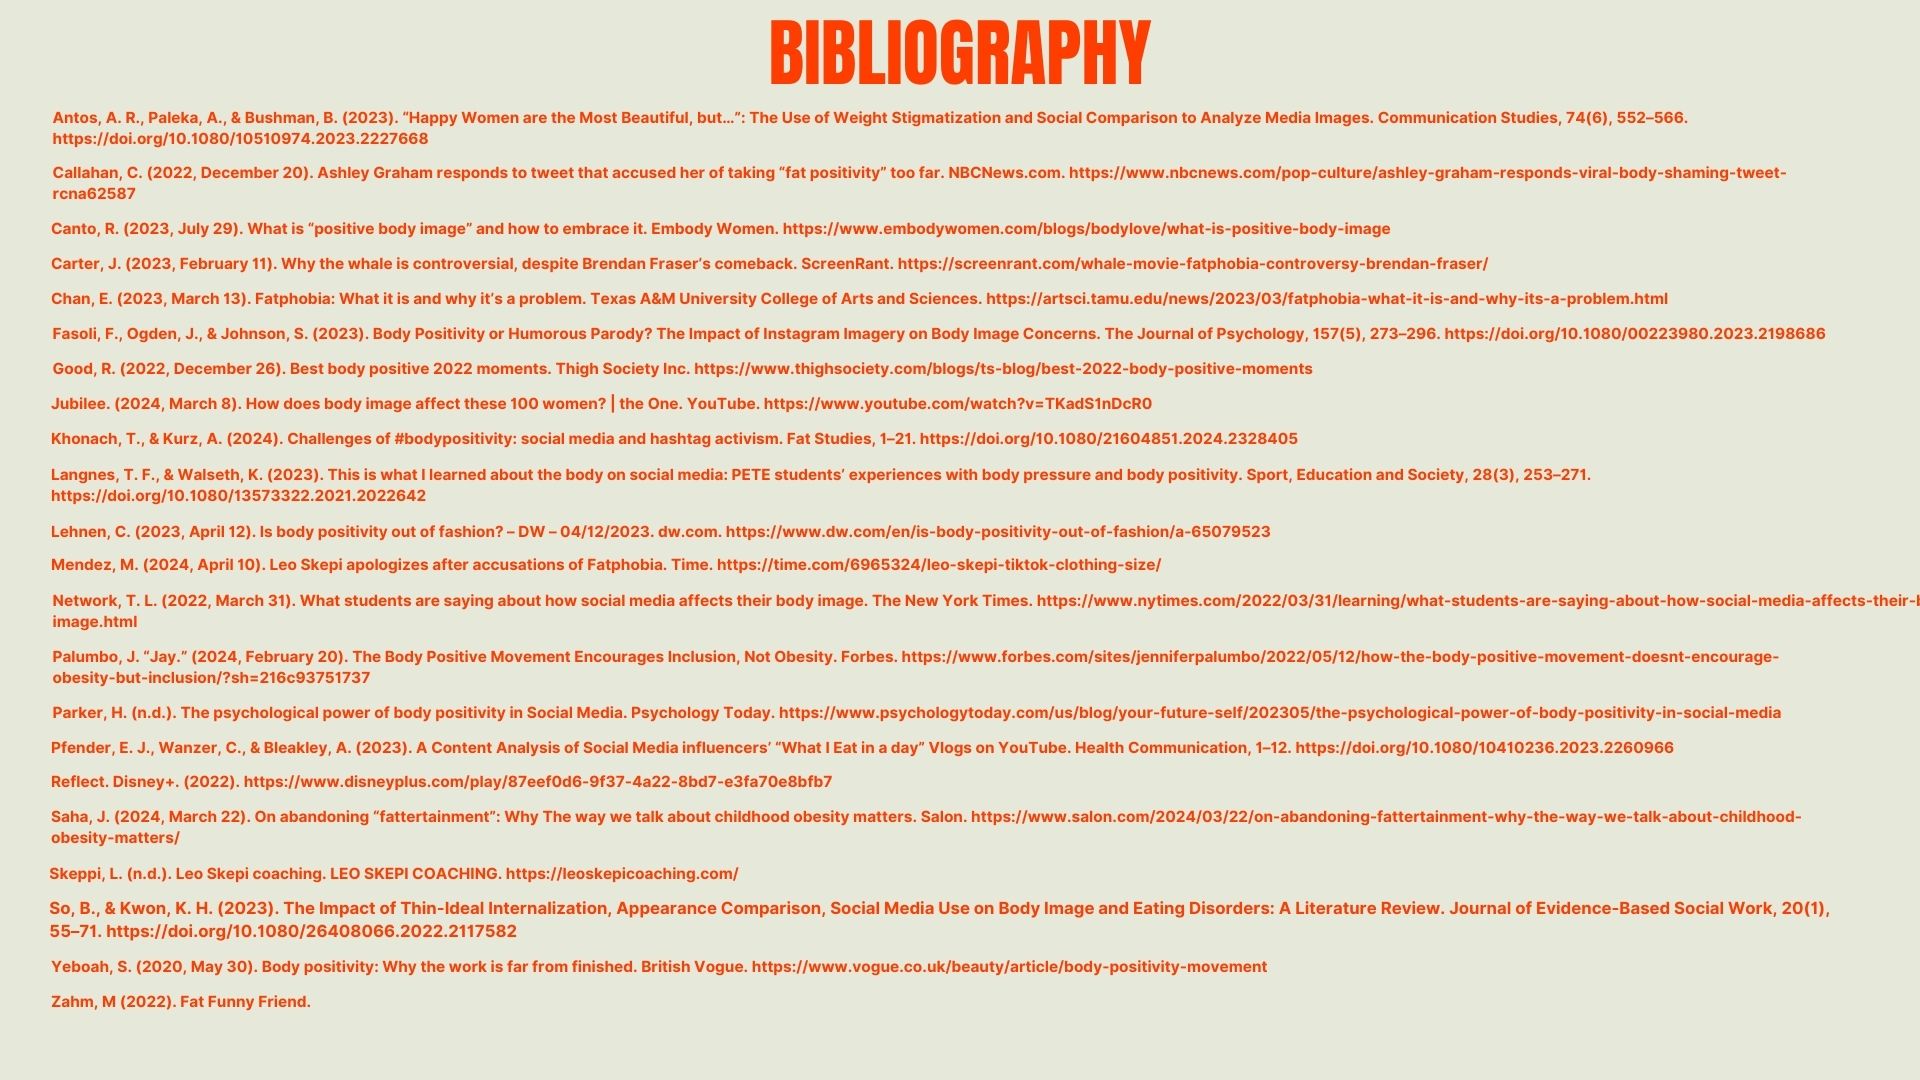 BIBLIOGRAPHY
Antos, A. R., Paleka, A., & Bushman, B. (2023). “Happy Women are the Most Beautiful, but…”: The Use of Weight Stigmatization and Social Comparison to Analyze Media Images. Communication Studies, 74(6), 552–566.
https://doi.org/10.1080/10510974.2023.2227668
Callahan, C. (2022, December 20). Ashley Graham responds to tweet that accused her of taking “fat positivity” too far. NBCNews.com. https://www.nbcnews.com/pop-culture/ashley-graham-responds-viral-body-shaming-tweet-
rcna62587
Canto, R. (2023, July 29). What is “positive body image” and how to embrace it. Embody Women. https://www.embodywomen.com/blogs/bodylove/what-is-positive-body-image
Carter, J. (2023, February 11). Why the whale is controversial, despite Brendan Fraser’s comeback. ScreenRant. https://screenrant.com/whale-movie-fatphobia-controversy-brendan-fraser/
Chan, E. (2023, March 13). Fatphobia: What it is and why it’s a problem. Texas A&M University College of Arts and Sciences. https://artsci.tamu.edu/news/2023/03/fatphobia-what-it-is-and-why-its-a-problem.html
Fasoli, F., Ogden, J., & Johnson, S. (2023). Body Positivity or Humorous Parody? The Impact of Instagram Imagery on Body Image Concerns. The Journal of Psychology, 157(5), 273–296. https://doi.org/10.1080/00223980.2023.2198686
Good, R. (2022, December 26). Best body positive 2022 moments. Thigh Society Inc. https://www.thighsociety.com/blogs/ts-blog/best-2022-body-positive-moments
Jubilee. (2024, March 8). How does body image affect these 100 women? | the One. YouTube. https://www.youtube.com/watch?v=TKadS1nDcR0
Khonach, T., & Kurz, A. (2024). Challenges of #bodypositivity: social media and hashtag activism. Fat Studies, 1–21. https://doi.org/10.1080/21604851.2024.2328405
Langnes, T. F., & Walseth, K. (2023). This is what I learned about the body on social media: PETE students’ experiences with body pressure and body positivity. Sport, Education and Society, 28(3), 253–271.
https://doi.org/10.1080/13573322.2021.2022642
Lehnen, C. (2023, April 12). Is body positivity out of fashion? – DW – 04/12/2023. dw.com. https://www.dw.com/en/is-body-positivity-out-of-fashion/a-65079523
Mendez, M. (2024, April 10). Leo Skepi apologizes after accusations of Fatphobia. Time. https://time.com/6965324/leo-skepi-tiktok-clothing-size/
Network, T. L. (2022, March 31). What students are saying about how social media affects their body image. The New York Times. https://www.nytimes.com/2022/03/31/learning/what-students-are-saying-about-how-social-media-affects-their-
image.html
Palumbo, J. “Jay.” (2024, February 20). The Body Positive Movement Encourages Inclusion, Not Obesity. Forbes. https://www.forbes.com/sites/jenniferpalumbo/2022/05/12/how-the-body-positive-movement-doesnt-encourage-
obesity-but-inclusion/?sh=216c93751737
Parker, H. (n.d.). The psychological power of body positivity in Social Media. Psychology Today. https://www.psychologytoday.com/us/blog/your-future-self/202305/the-psychological-power-of-body-positivity-in-social-media
Pfender, E. J., Wanzer, C., & Bleakley, A. (2023). A Content Analysis of Social Media influencers’ “What I Eat in a day” Vlogs on YouTube. Health Communication, 1–12. https://doi.org/10.1080/10410236.2023.2260966
Reflect. Disney+. (2022). https://www.disneyplus.com/play/87eef0d6-9f37-4a22-8bd7-e3fa70e8bfb7
Saha, J. (2024, March 22). On abandoning “fattertainment”: Why The way we talk about childhood obesity matters. Salon. https://www.salon.com/2024/03/22/on-abandoning-fattertainment-why-the-way-we-talk-about-childhood-
obesity-matters/
Skeppi, L. (n.d.). Leo Skepi coaching. LEO SKEPI COACHING. https://leoskepicoaching.com/
So, B., & Kwon, K. H. (2023). The Impact of Thin-Ideal Internalization, Appearance Comparison, Social Media Use on Body Image and Eating Disorders: A Literature Review. Journal of Evidence-Based Social Work, 20(1),
55–71. https://doi.org/10.1080/26408066.2022.2117582
Yeboah, S. (2020, May 30). Body positivity: Why the work is far from finished. British Vogue. https://www.vogue.co.uk/beauty/article/body-positivity-movement
Zahm, M (2022). Fat Funny Friend.